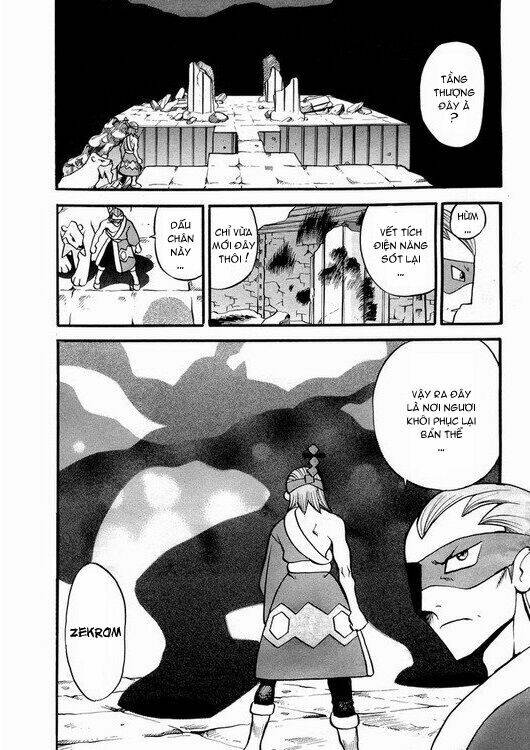 TẦNG
THƯỢNG
ĐÂY À
?
HỪM
...
VẾT TÍCH
ĐIỆN NĂNG
SÓT LẠI
...
CHỈ VỪA
MỚI ĐÂY
THÔI!
DẤU
CHÂN NÀY
...
VẬY RA ĐÂY
LÀ NƠI NGƯƠI
KHÔI PHỤC LẠI
BẢN THỂ
...
ZEKROM